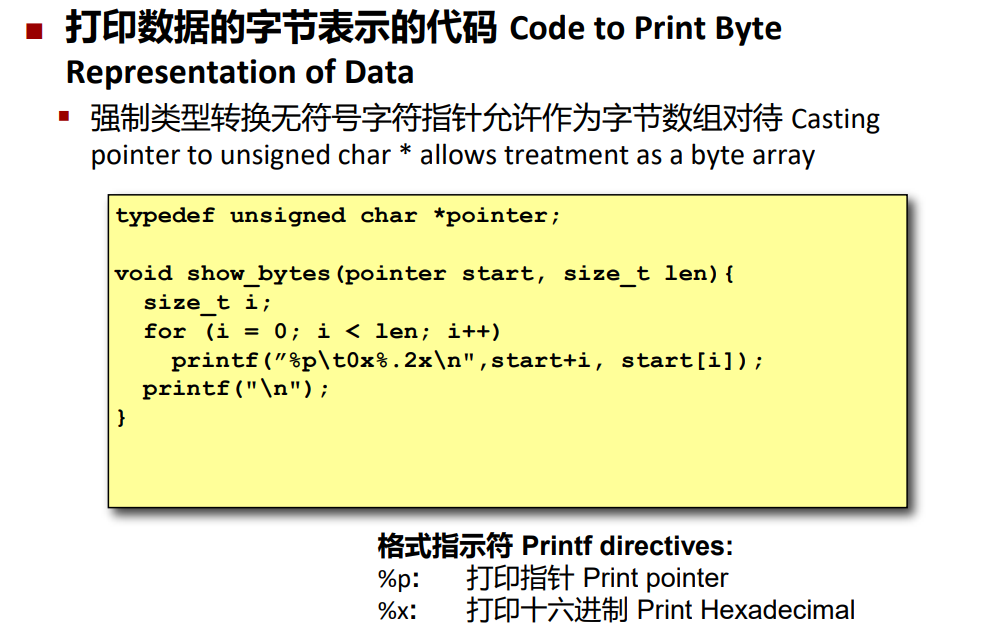 打印数据的字节表示的代码 Code to Print Byte
Representation of Data
强制类型转换无符号字符指针允许作为字节数组对待 Casting
pointer to unsigned char * allows treatment as a byte array
typedef unsigned char *pointer;
void show_bytes(pointer start, size_t len){
size_t i;
for (i = 0; i < len; i++)
printf(”%p\t0x%.2x\n",start+i, start[i]);
printf("\n");
}
格式指示符 Printf directives:
%p: 打印指针 Print pointer
%x: 打印十六进制 Print Hexadecimal